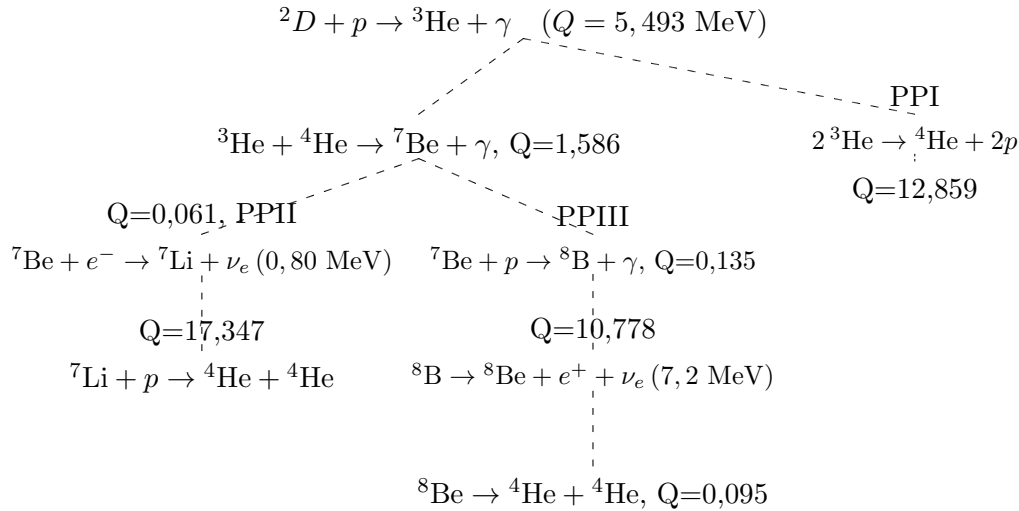 ²D + p → ³He + γ (Q = 5, 493 MeV)
PPI
³He + ⁴He → ⁷Be + γ, Q=1,586
2 ³He → ⁴He + 2p
Q=12,859
Q=0,061, PPII
PPIII
⁷Be + e⁻ → ⁷Li + νₑ (0, 80 MeV)
⁷Be + p → ⁸B + γ, Q=0,135
Q=17,347
Q=10,778
⁷Li + p → ⁴He + ⁴He
⁸B → ⁸Be + e⁺ + νₑ (7, 2 MeV)
⁸Be → ⁴He + ⁴He, Q=0,095